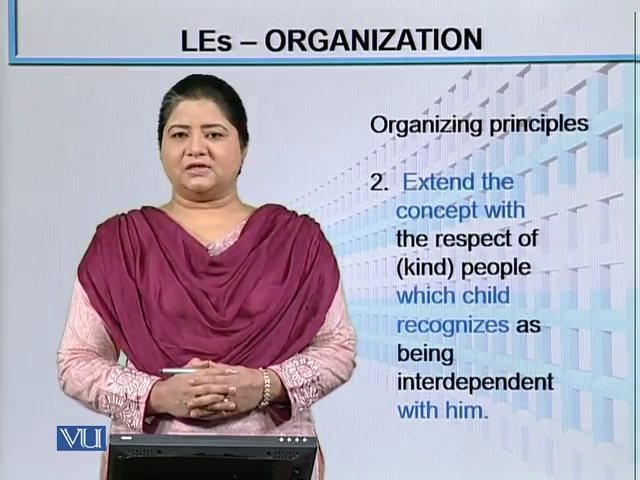 LEs – ORGANIZATION
Organizing principles
2. Extend the
concept with
the respect of
(kind) people
which child
recognizes as
being
interdependent
with him.
VU